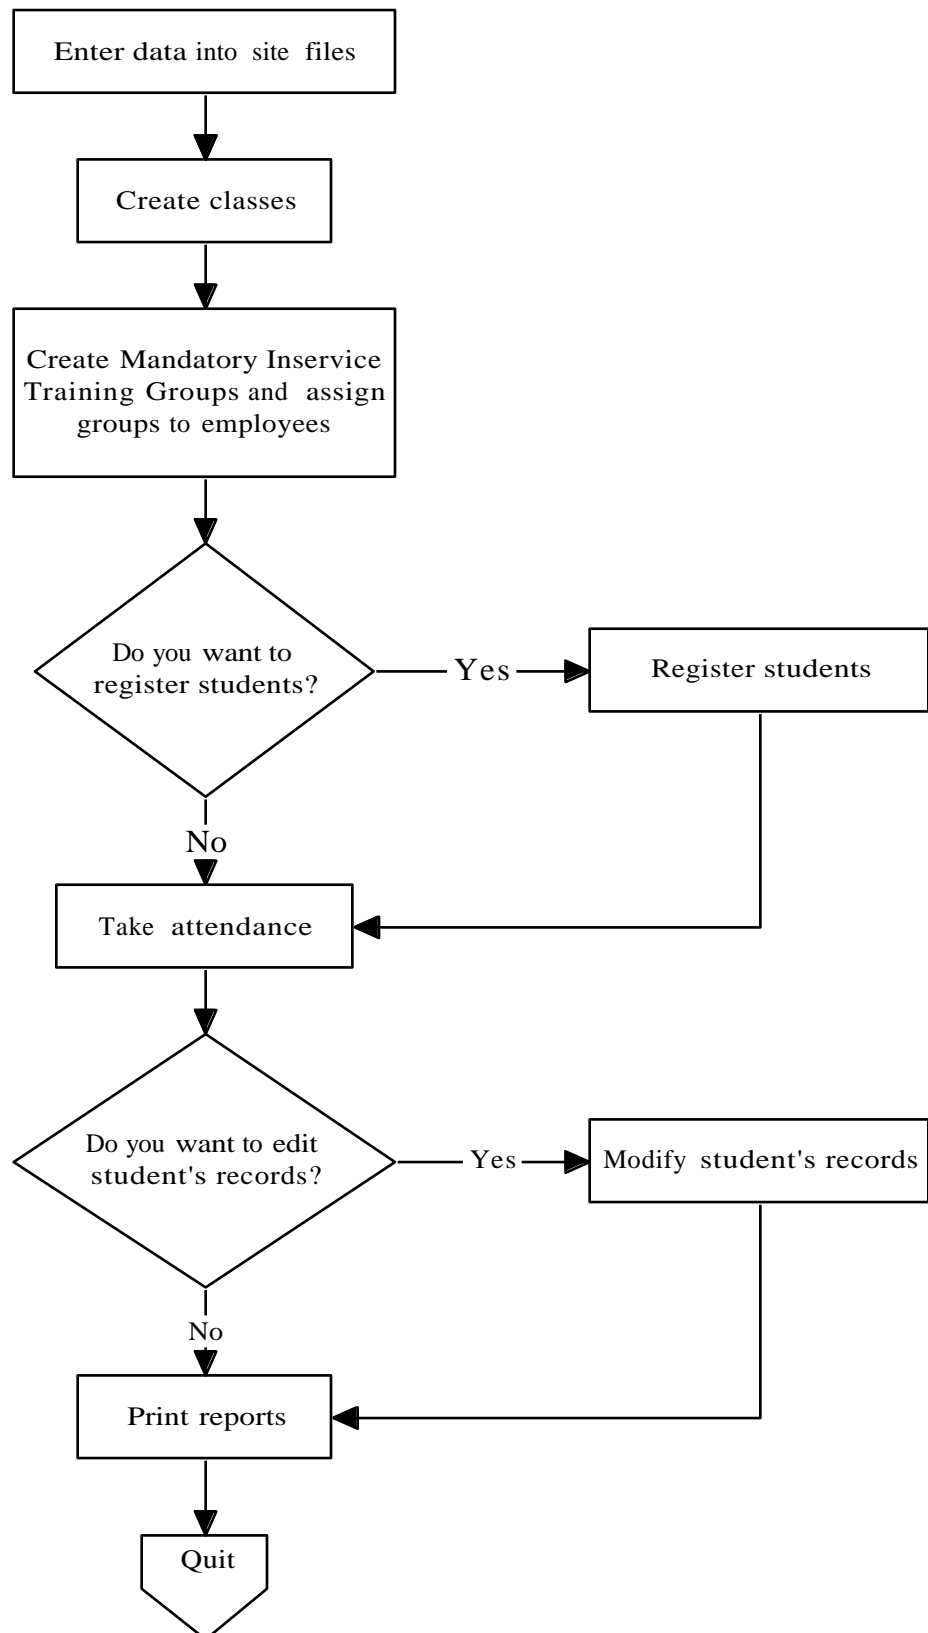 Enter data into site files
Create classes
Create Mandatory Inservice
Training Groups and assign
groups to employees
Do you want to
register students?
Yes
Register students
No
Take attendance
Do you want to edit
student's records?
Yes
Modify student's records
No
Print reports
Quit